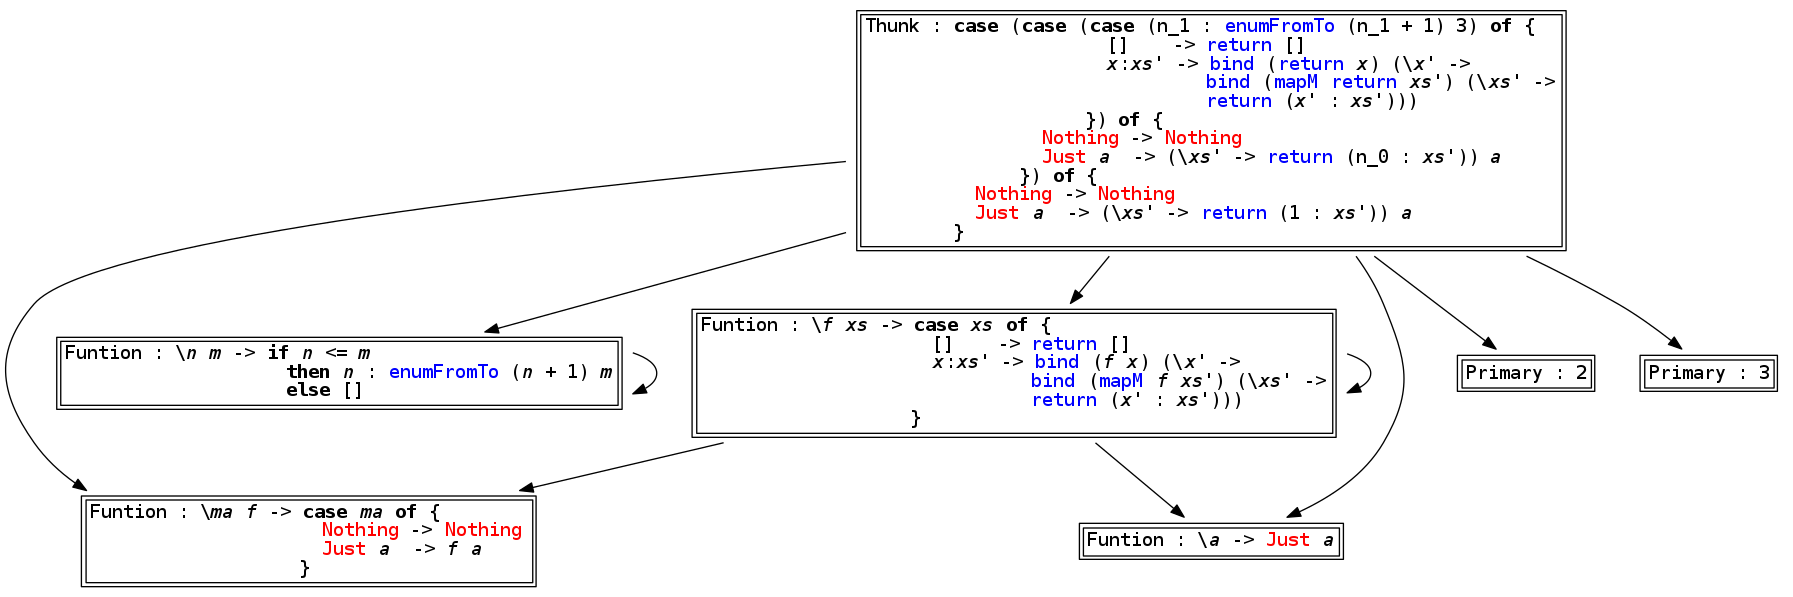 Thunk : case (case (case (n_1 : enumFromTo (n_1 + 1) 3) of {
[]    -> return []
x:xs' -> bind (return x) (\x' ->
bind (mapM return xs') (\xs' ->
return (x' : xs')))
}) of {
Nothing -> Nothing
Just a  -> (\xs' -> return (n_0 : xs')) a
}) of {
Nothing -> Nothing
Just a  -> (\xs' -> return (1 : xs')) a
}
Funtion : \n m -> if n <= m
then n : enumFromTo (n + 1) m
else []
Funtion : \f xs -> case xs of {
[]    -> return []
x:xs' -> bind (f x) (\x' ->
bind (mapM f xs') (\xs' ->
return (x' : xs')))
}
Primary : 2
Primary : 3
Funtion : \ma f -> case ma of {
Nothing -> Nothing
Just a  -> f a
}
Funtion : \a -> Just a